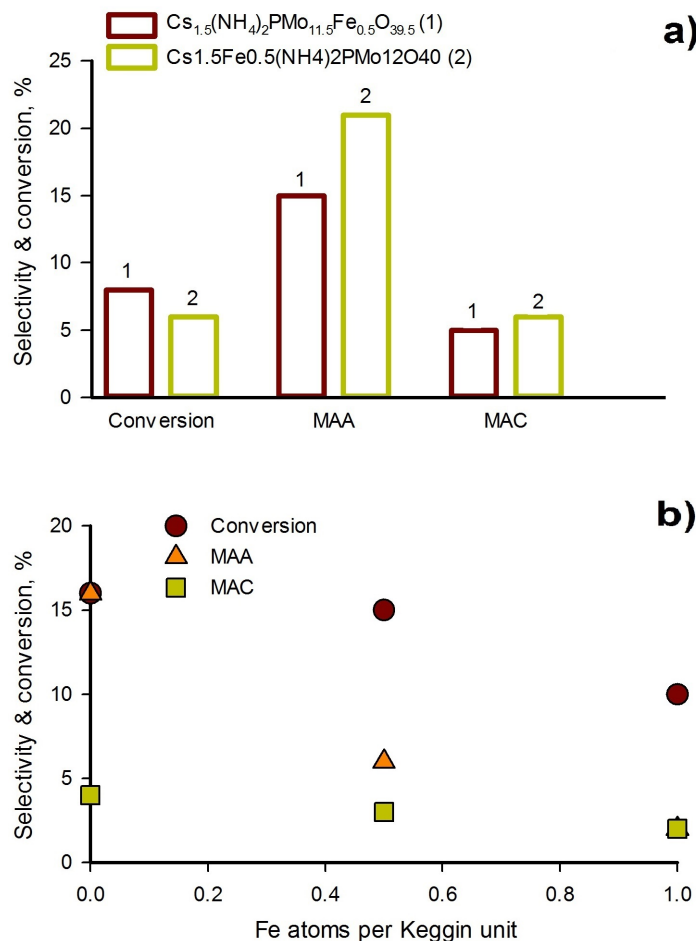 Cs₁.₅(NH₄)₂PMo₁₁.₅Fe₀.₅O₃₉.₅ (1)
a)
Cs1.5Fe0.5(NH4)2PMo12O40 (2)
Selectivity & conversion, %
25
20
15
10
5
0
1
2
1
2
1
2
Conversion
MAA
MAC
b)
Conversion
MAA
MAC
Selectivity & conversion, %
20
15
10
5
0
0.0
0.2
0.4
0.6
0.8
1.0
Fe atoms per Keggin unit